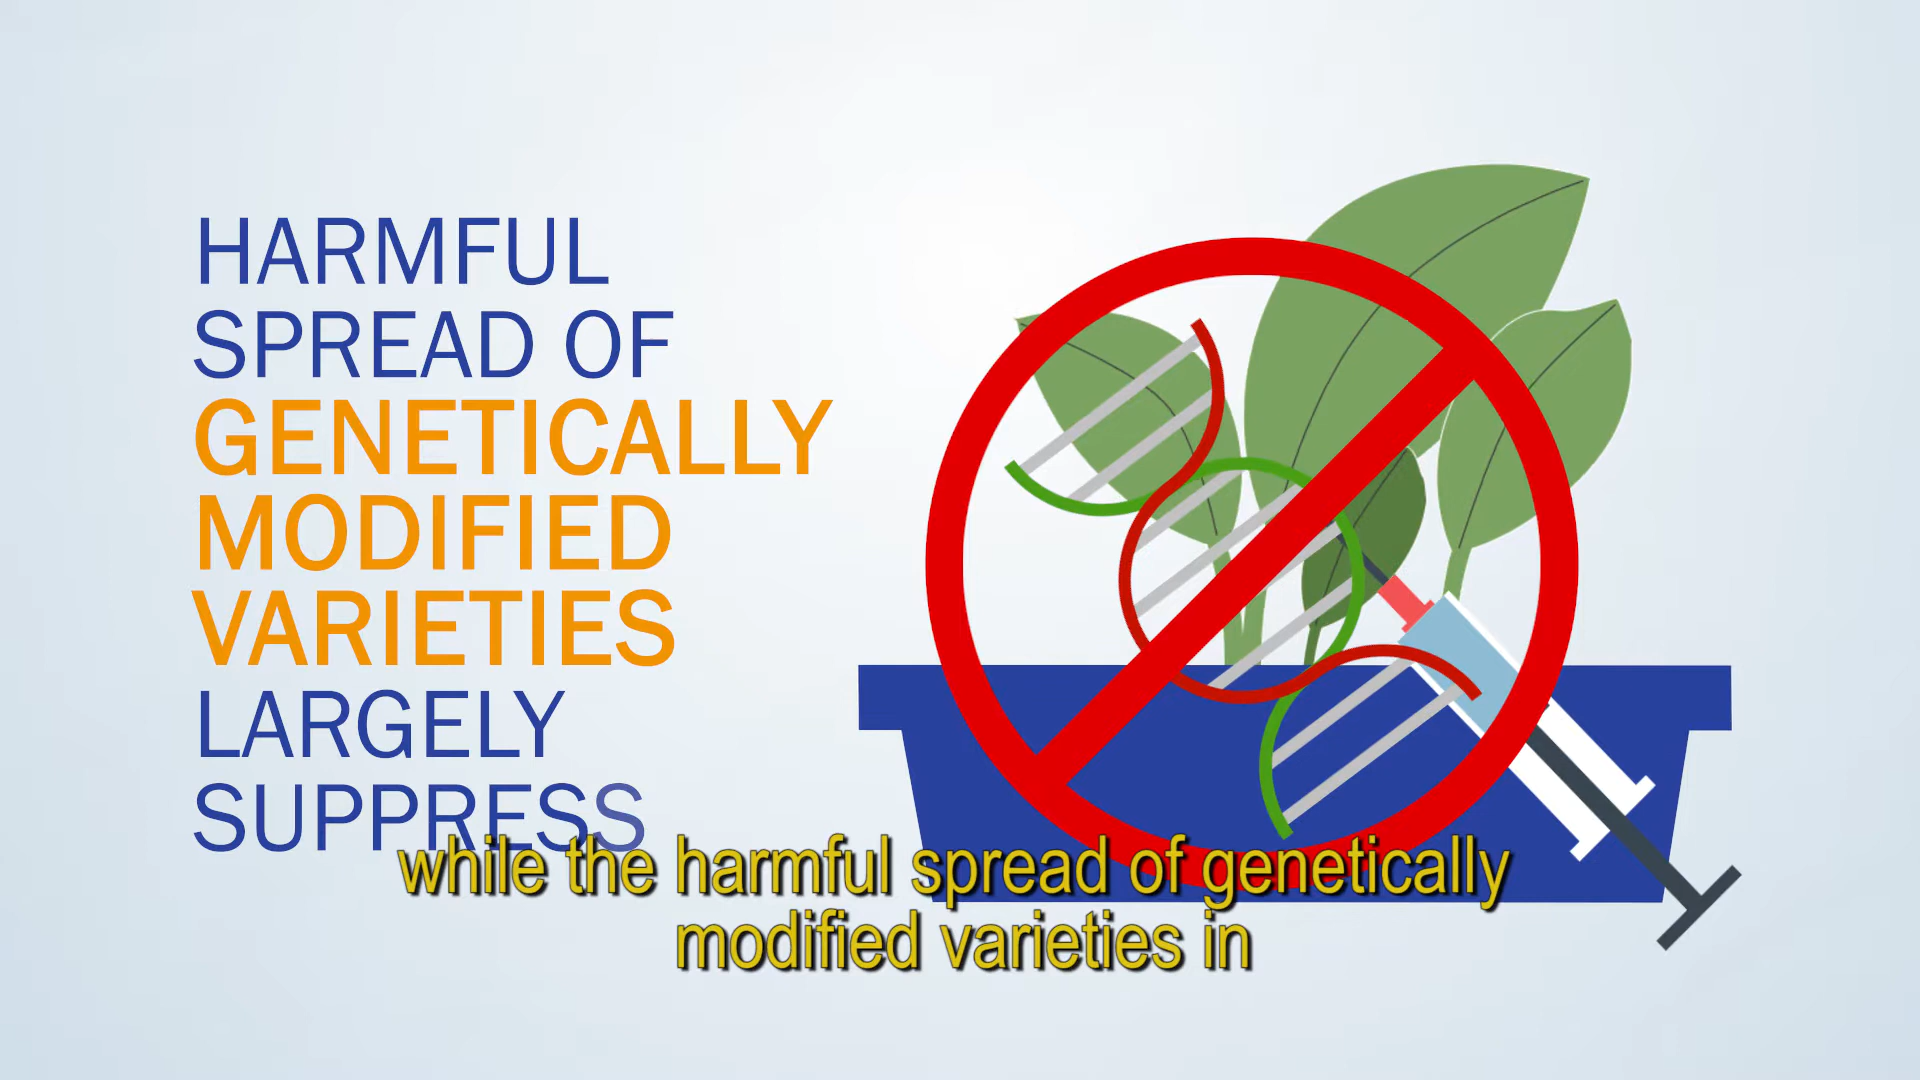 HARMFUL
SPREAD OF
GENETICALLY
MODIFIED
VARIETIES
LARGELY
SUPPRESS
while the harmful spread of genetically
modified varieties in